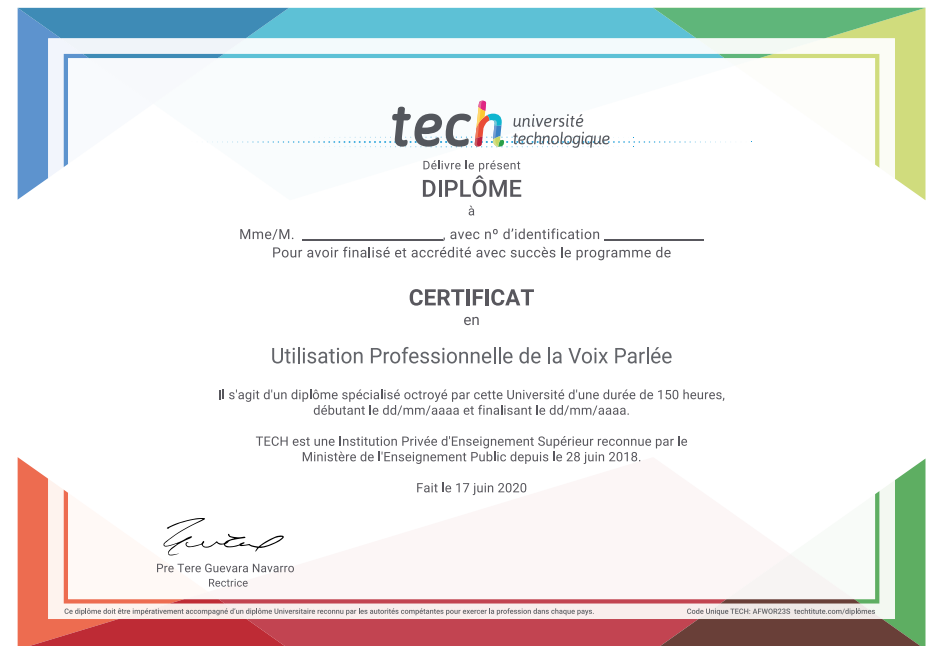 tech université
technologique
Délivre le présent
DIPLÔME
à
Mme/M. ____________, avec nº d'identification ____________
Pour avoir finalisé et accrédité avec succès le programme de
CERTIFICAT
en
Utilisation Professionnelle de la Voix Parlée
Il s'agit d'un diplôme spécialisé octroyé par cette Université d'une durée de 150 heures,
débutant le dd/mm/aaaa et finalisant le dd/mm/aaaa.
TECH est une Institution Privée d'Enseignement Supérieur reconnue par le
Ministère de l'Enseignement Public depuis le 28 juin 2018.
Fait le 17 juin 2020
Pre Tere Guevara Navarro
Rectrice
Ce diplôme doit être impérativement accompagné d'un diplôme Universitaire reconnu par les autorités compétantes pour exercer la profession dans chaque pays.
Code Unique TECH: AFWOR23S techtitute.com/diplômes